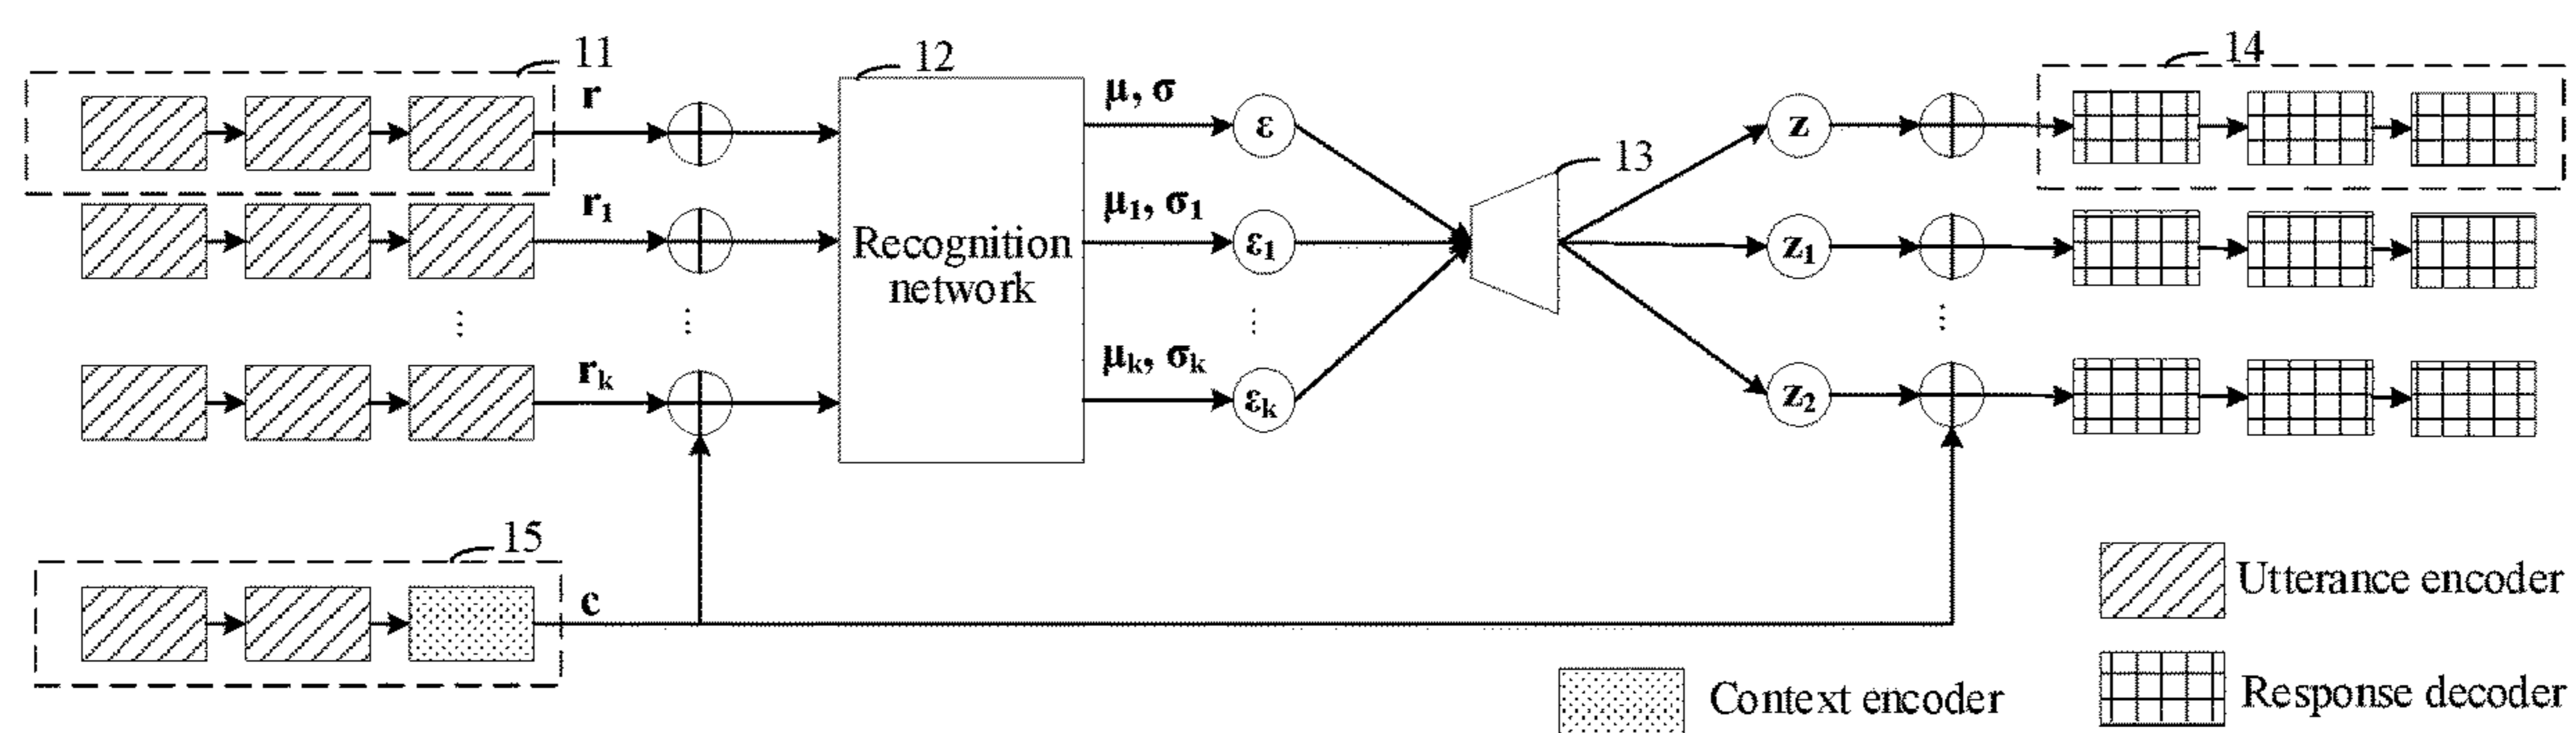 11
12
14
r
μ, σ
ε
z
13
r₁
μ₁, σ₁
ε₁
z₁
Recognition
network
⋮
⋮
⋮
⋮
rₖ
μₖ, σₖ
εₖ
z₂
15
c
Utterance encoder
Context encoder
Response decoder